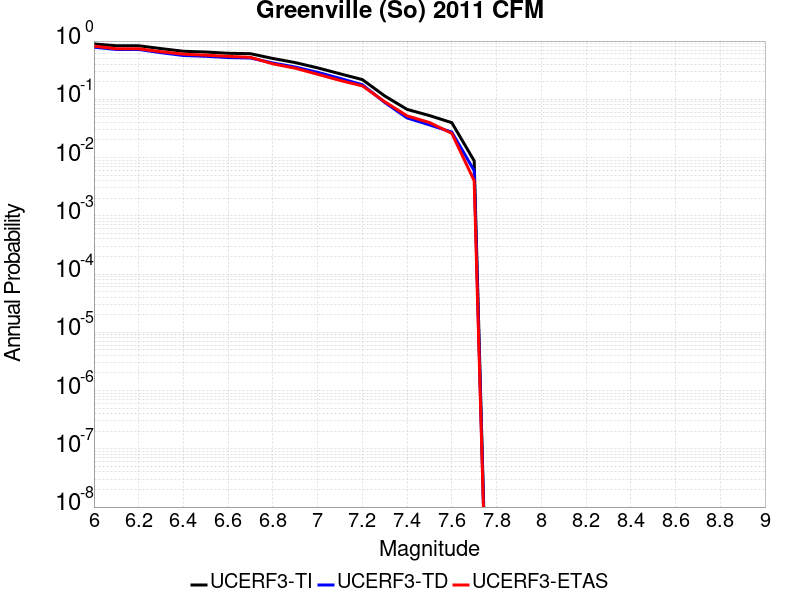 Greenville (So) 2011 CFM
10^0
10^-1
10^-2
10^-3
10^-4
10^-5
10^-6
10^-7
10^-8
Annual Probability
6 6.2 6.4 6.6 6.8 7 7.2 7.4 7.6 7.8 8 8.2 8.4 8.6 8.8 9
Magnitude
UCERF3-TI UCERF3-TD UCERF3-ETAS